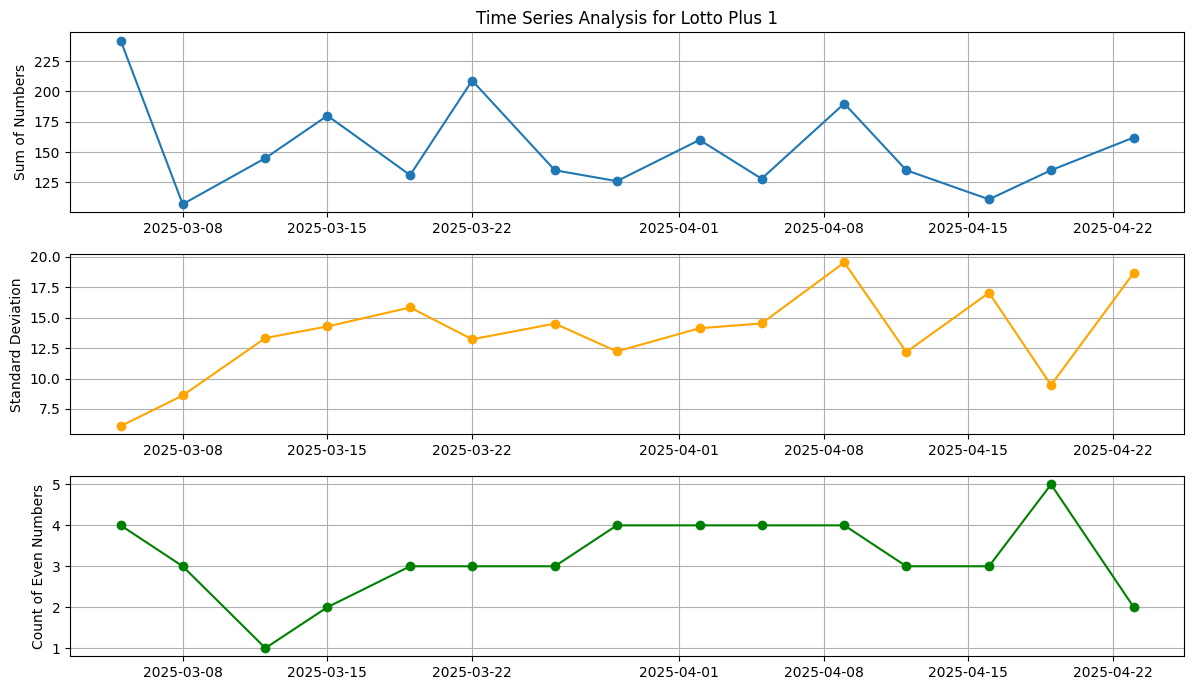 Time Series Analysis for Lotto Plus 1
Sum of Numbers
225
200
175
150
125
2025-03-08 2025-03-15 2025-03-22 2025-04-01 2025-04-08 2025-04-15 2025-04-22
Standard Deviation
20.0
17.5
15.0
12.5
10.0
7.5
2025-03-08 2025-03-15 2025-03-22 2025-04-01 2025-04-08 2025-04-15 2025-04-22
Count of Even Numbers
5
4
3
2
1
2025-03-08 2025-03-15 2025-03-22 2025-04-01 2025-04-08 2025-04-15 2025-04-22